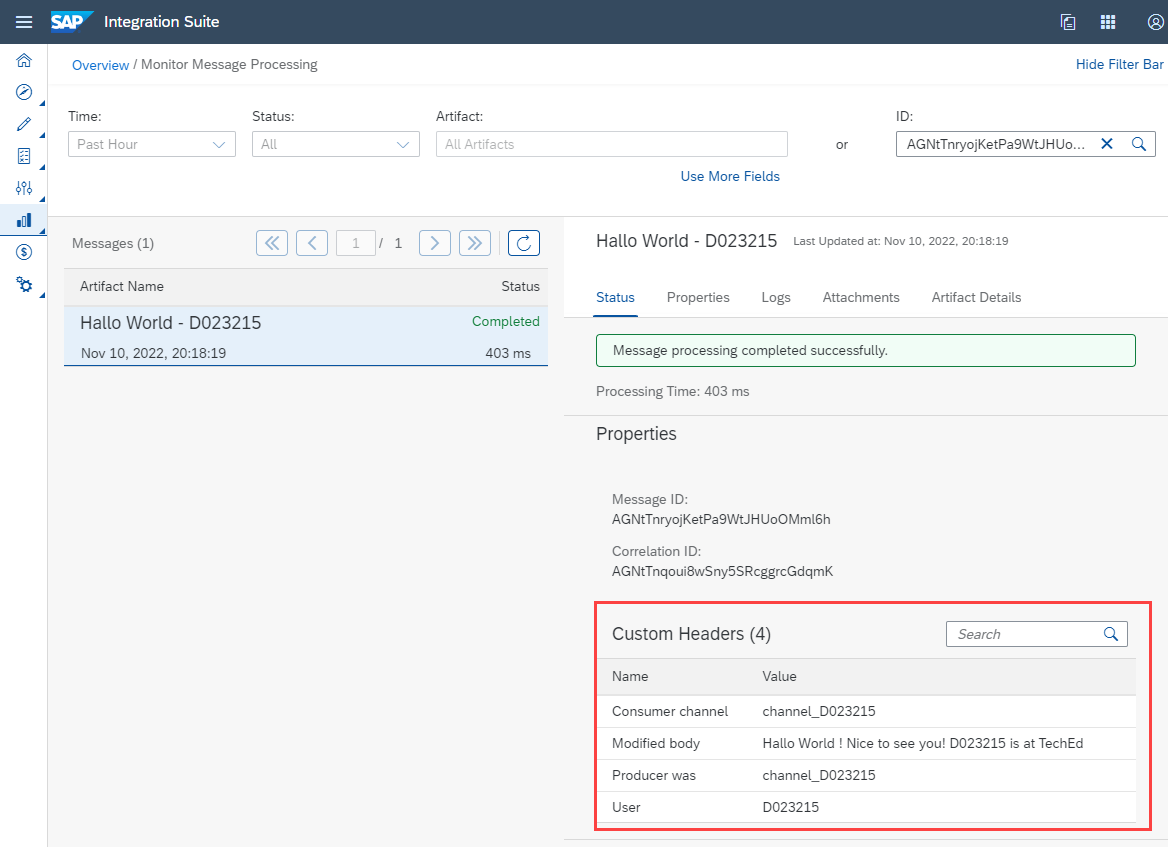 SAP Integration Suite
Overview / Monitor Message Processing
Hide Filter Bar
Time:
Status:
Artifact:
ID:
Past Hour
All
All Artifacts
or
AGNtTnryojKetPa9WtJHUo...
Use More Fields
Messages (1)
1 / 1
Artifact Name
Status
Hallo World - D023215
Completed
Nov 10, 2022, 20:18:19
403 ms
Hallo World - D023215
Last Updated at: Nov 10, 2022, 20:18:19
Status
Properties
Logs
Attachments
Artifact Details
Message processing completed successfully.
Processing Time: 403 ms
Properties
Message ID:
AGNtTnryojKetPa9WtJHUoOMml6h
Correlation ID:
AGNtTnqoui8wSny5SRcggrcGdqmK
Custom Headers (4)
Search
Name
Value
Consumer channel
channel_D023215
Modified body
Hallo World ! Nice to see you! D023215 is at TechEd
Producer was
channel_D023215
User
D023215